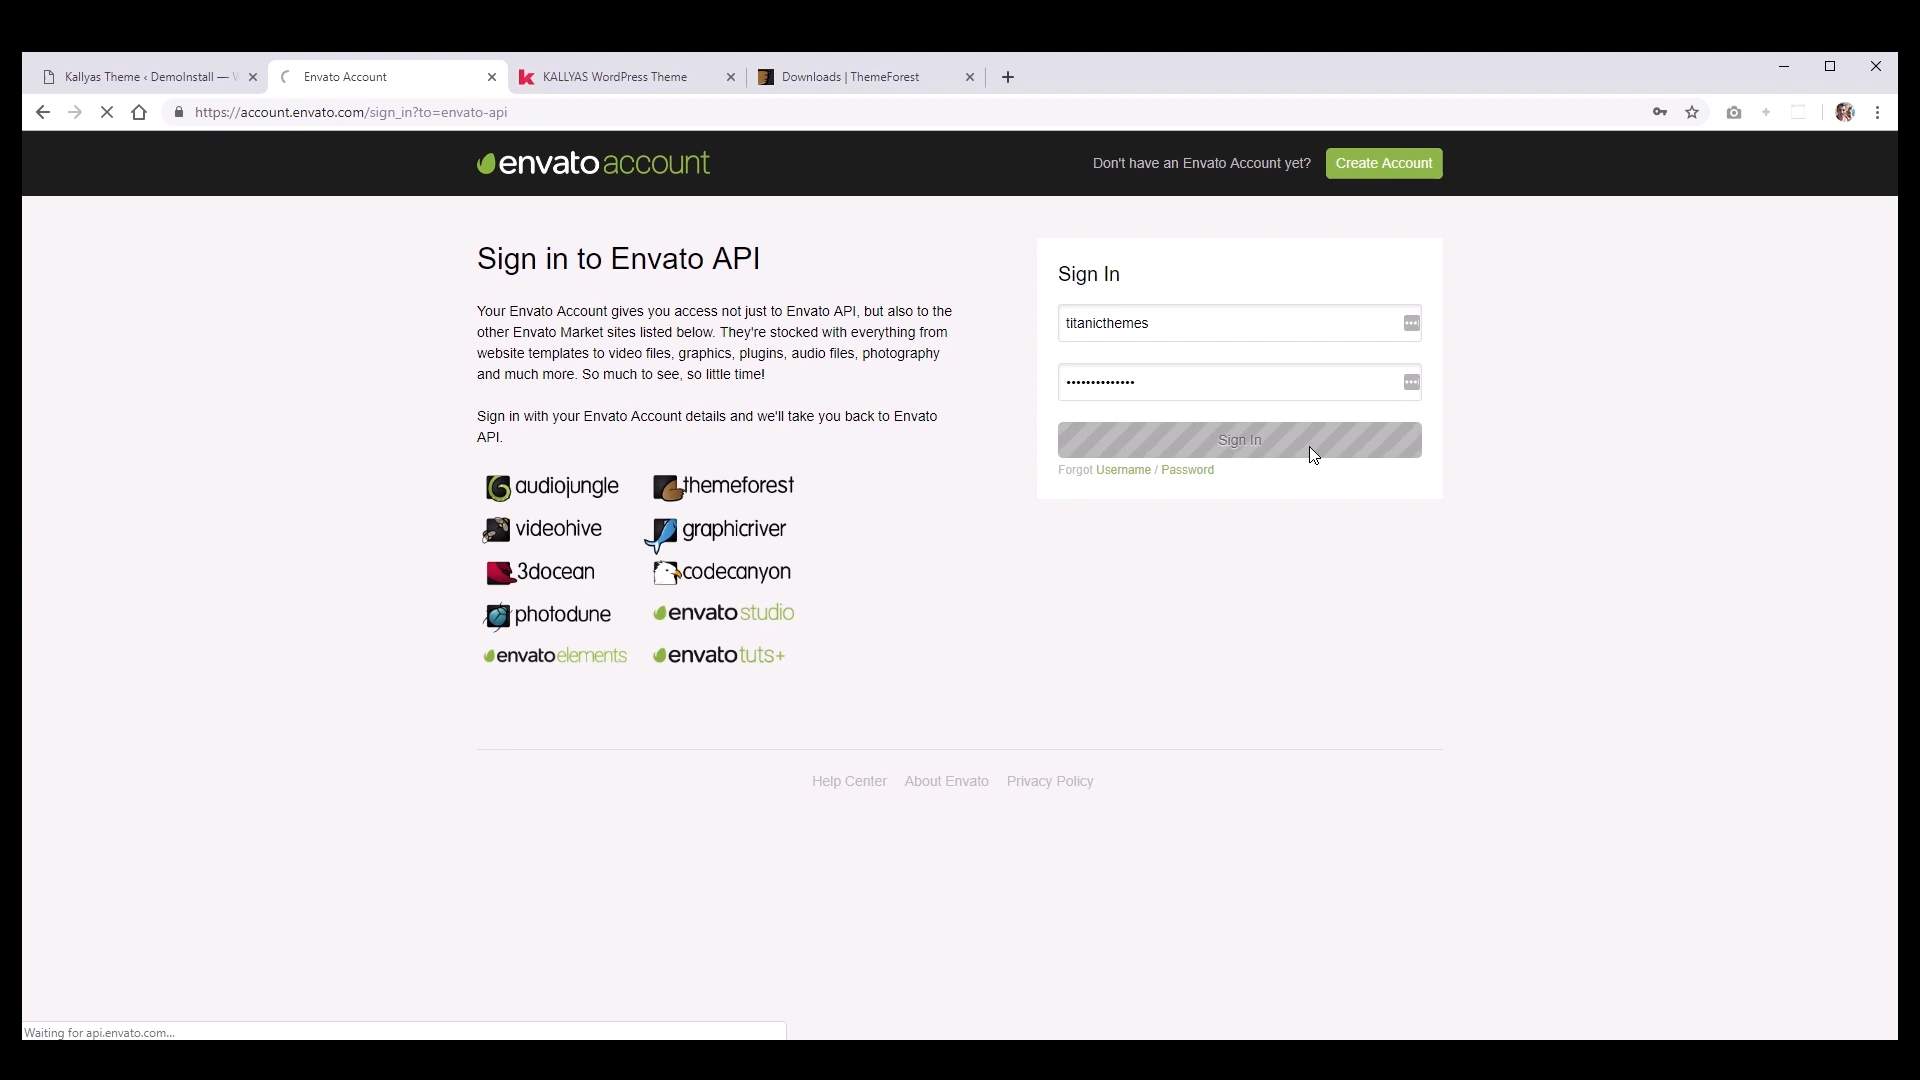 Kallyas Theme ‹ DemoInstall —
Envato Account
KALLYAS WordPress Theme
Downloads | ThemeForest
https://account.envato.com/sign_in?to=envato-api
envato account
Don't have an Envato Account yet?
Create Account
Sign in to Envato API
Your Envato Account gives you access not just to Envato API, but also to the
other Envato Market sites listed below. They're stocked with everything from
website templates to video files, graphics, plugins, audio files, photography
and much more. So much to see, so little time!
Sign in with your Envato Account details and we'll take you back to Envato
API.
audiojungle
themeforest
videohive
graphicriver
3docean
codecanyon
photodune
envato studio
envato elements
envato tuts+
Sign In
titanicthemes
••••••••••••••
Sign In
Forgot Username / Password
Help Center
About Envato
Privacy Policy
Waiting for api.envato.com...